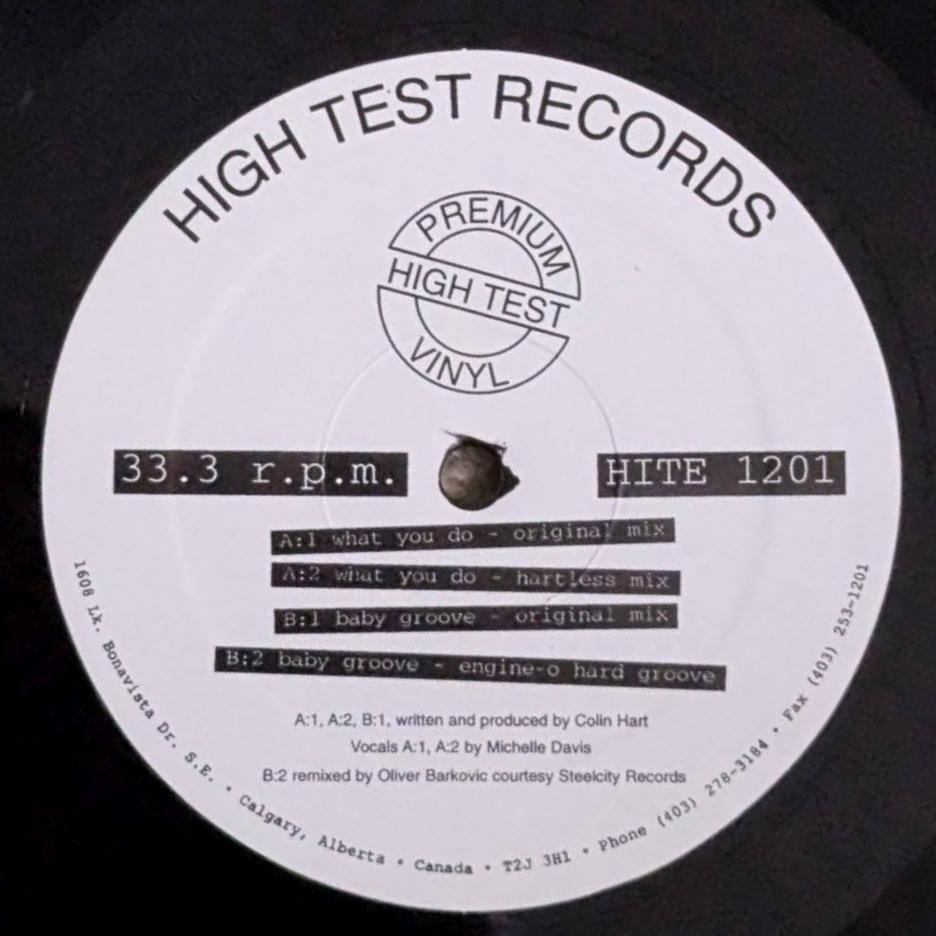 HIGH TEST RECORDS
PREMIUM
HIGH TEST
VINYL
33.3 r.p.m.
HITE 1201
A:1 what you do - original mix
A:2 what you do - hartless mix
B:1 baby groove - original mix
B:2 baby groove - engine-o hard groove
A:1, A:2, B:1, written and produced by Colin Hart
Vocals A:1, A:2 by Michelle Davis
B:2 remixed by Oliver Barkovic courtesy Steelcity Records
1608 Lk. Bonavista Dr. S.E. • Calgary, Alberta • Canada • T2J 3H1 • Phone (403) 278-3184 • Fax (403) 253-1201